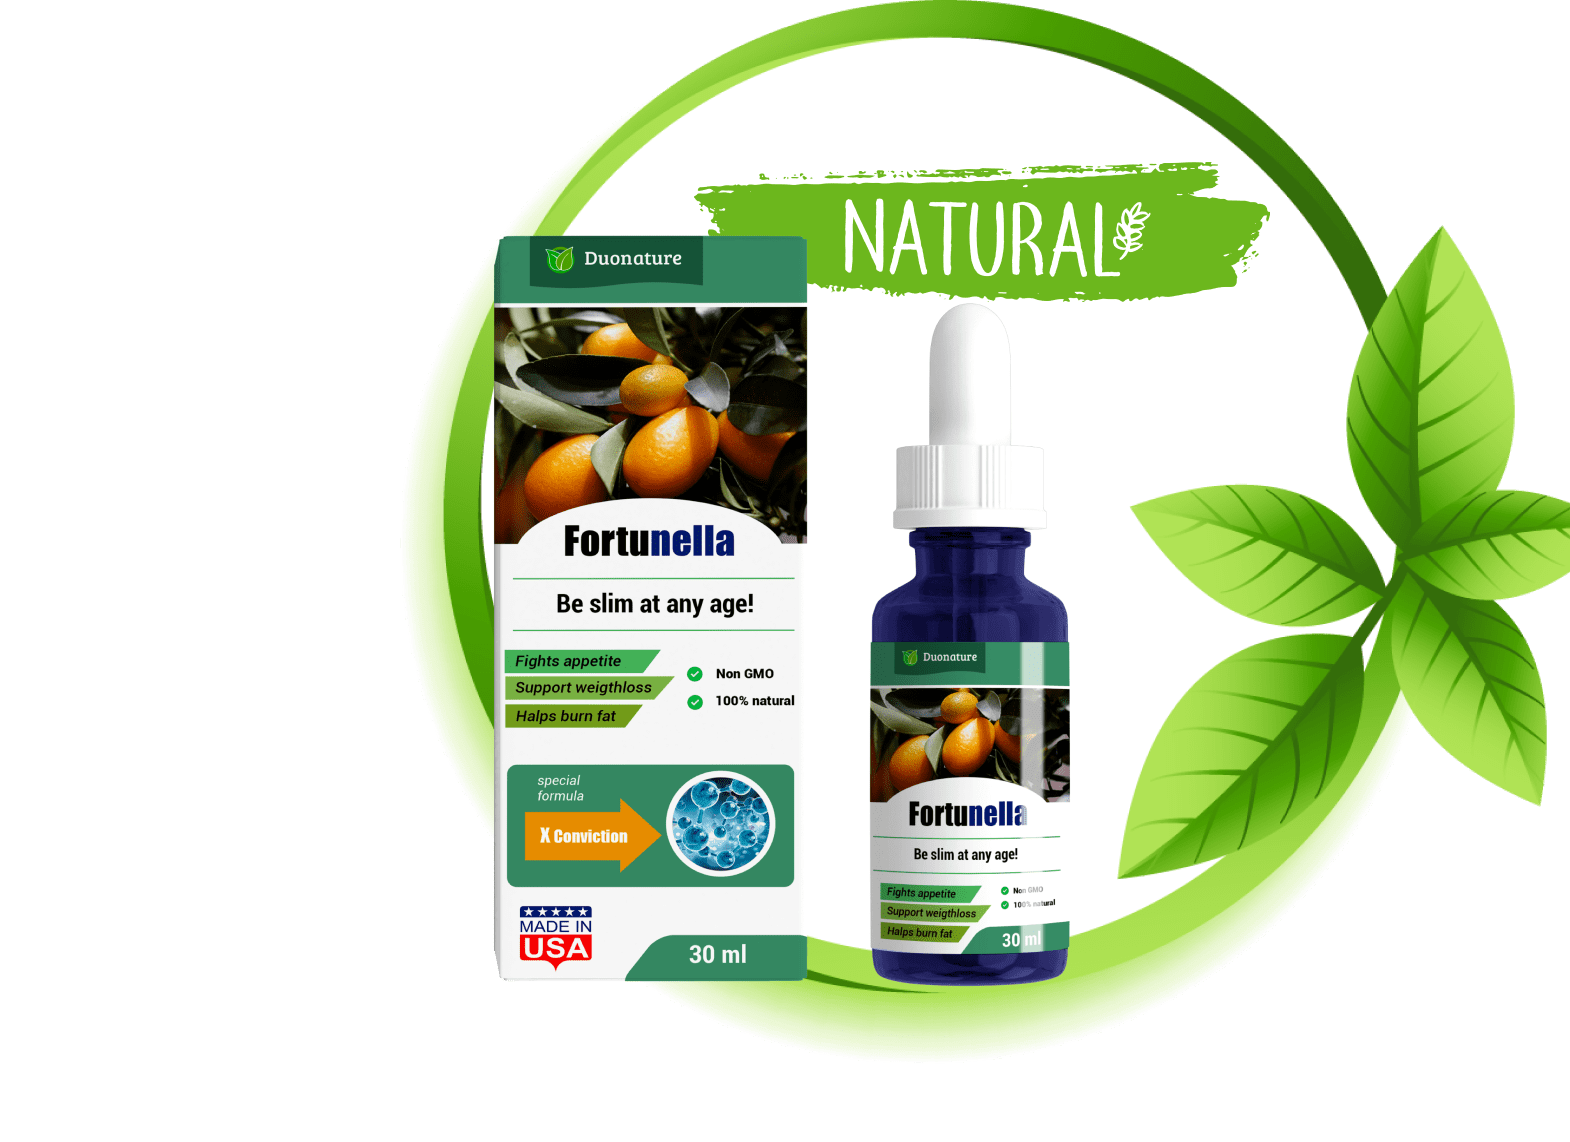 NATURAL
Duonature
Fortunella
Be slim at any age!
Fights appetite
Support weigthloss
Halps burn fat
Non GMO
100% natural
special
formula
X Conviction
MADE IN
USA
30 ml
Duonature
Fortunella
Be slim at any age!
Fights appetite
Support weigthloss
Halps burn fat
Non GMO
100% natural
30 ml